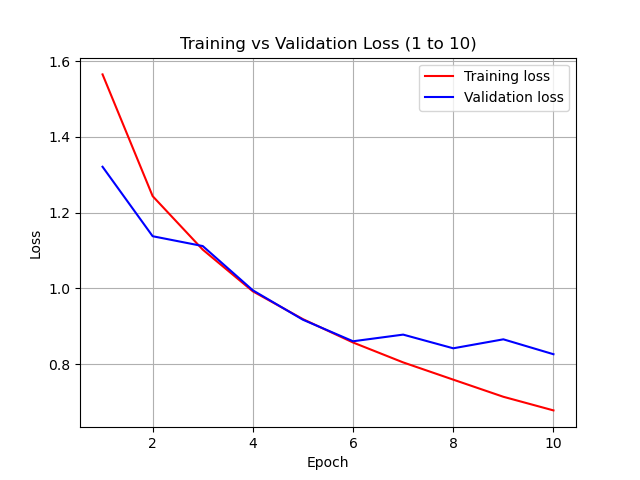 Training vs Validation Loss (1 to 10)
Training loss
Validation loss
Loss
1.6
1.4
1.2
1.0
0.8
2 4 6 8 10
Epoch